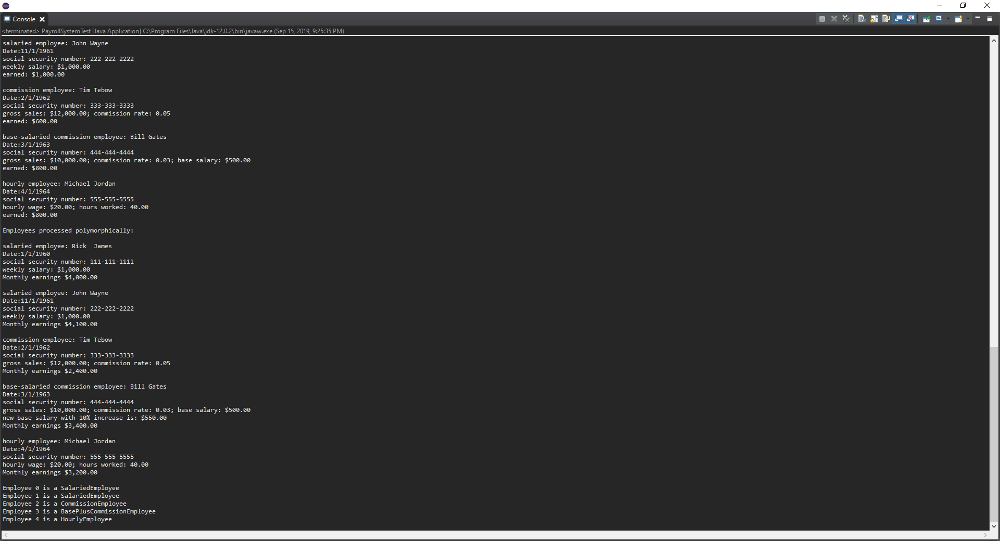 Console
<terminated> PayrollSystemTest [Java Application] C:\Program Files\Java\jdk-12.0.2\bin\javaw.exe (Sep 15, 2019, 9:25:35 PM)
salaried employee: John Wayne
Date:11/1/1961
social security number: 222-222-2222
weekly salary: $1,000.00
earned: $1,000.00

commission employee: Tim Tebow
Date:2/1/1962
social security number: 333-333-3333
gross sales: $12,000.00; commission rate: 0.05
earned: $600.00

base-salaried commission employee: Bill Gates
Date:3/1/1963
social security number: 444-444-4444
gross sales: $10,000.00; commission rate: 0.03; base salary: $500.00
earned: $800.00

hourly employee: Michael Jordan
Date:4/1/1964
social security number: 555-555-5555
hourly wage: $20.00; hours worked: 40.00
earned: $800.00

Employees processed polymorphically:

salaried employee: Rick  James
Date:1/1/1960
social security number: 111-111-1111
weekly salary: $1,000.00
Monthly earnings $4,000.00

salaried employee: John Wayne
Date:11/1/1961
social security number: 222-222-2222
weekly salary: $1,000.00
Monthly earnings $4,100.00

commission employee: Tim Tebow
Date:2/1/1962
social security number: 333-333-3333
gross sales: $12,000.00; commission rate: 0.05
Monthly earnings $2,400.00

base-salaried commission employee: Bill Gates
Date:3/1/1963
social security number: 444-444-4444
gross sales: $10,000.00; commission rate: 0.03; base salary: $500.00
new base salary with 10% increase is: $550.00
Monthly earnings $3,400.00

hourly employee: Michael Jordan
Date:4/1/1964
social security number: 555-555-5555
hourly wage: $20.00; hours worked: 40.00
Monthly earnings $3,200.00

Employee 0 is a SalariedEmployee
Employee 1 is a SalariedEmployee
Employee 2 is a CommissionEmployee
Employee 3 is a BasePlusCommissionEmployee
Employee 4 is a HourlyEmployee